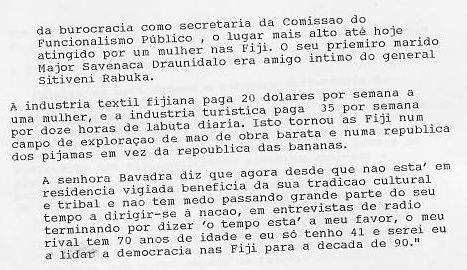 da burocracia como secretaria da Comissao do
Funcionalismo Público , o lugar mais alto até hoje
atingido por um mulher nas Fiji. O seu priemiro marido
Major Savenaca Draunidalo era amigo intimo do general
Sitiveni Rabuka.
A industria textil fijiana paga 20 dolares por semana a
uma mulher, e a industria turistica paga 35 por semana
por doze horas de labuta diaria. Isto tornou as Fiji num
campo de exploraçao de mao de obra barata e numa republica
dos pijamas em vez da repoublica das bananas.
A senhora Bavadra diz que agora desde que nao esta' em
residencia vigiada beneficia da sua tradicao cultural
e tribal e nao tem medo passando grande parte do seu
tempo a dirigir-se à nacao, em entrevistas de radio
terminando por dizer 'o tempo esta' a meu favor, o meu
rival tem 70 anos de idade e eu só tenho 41 e serei eu
a lidar a democracia nas Fiji para a decada de 90."